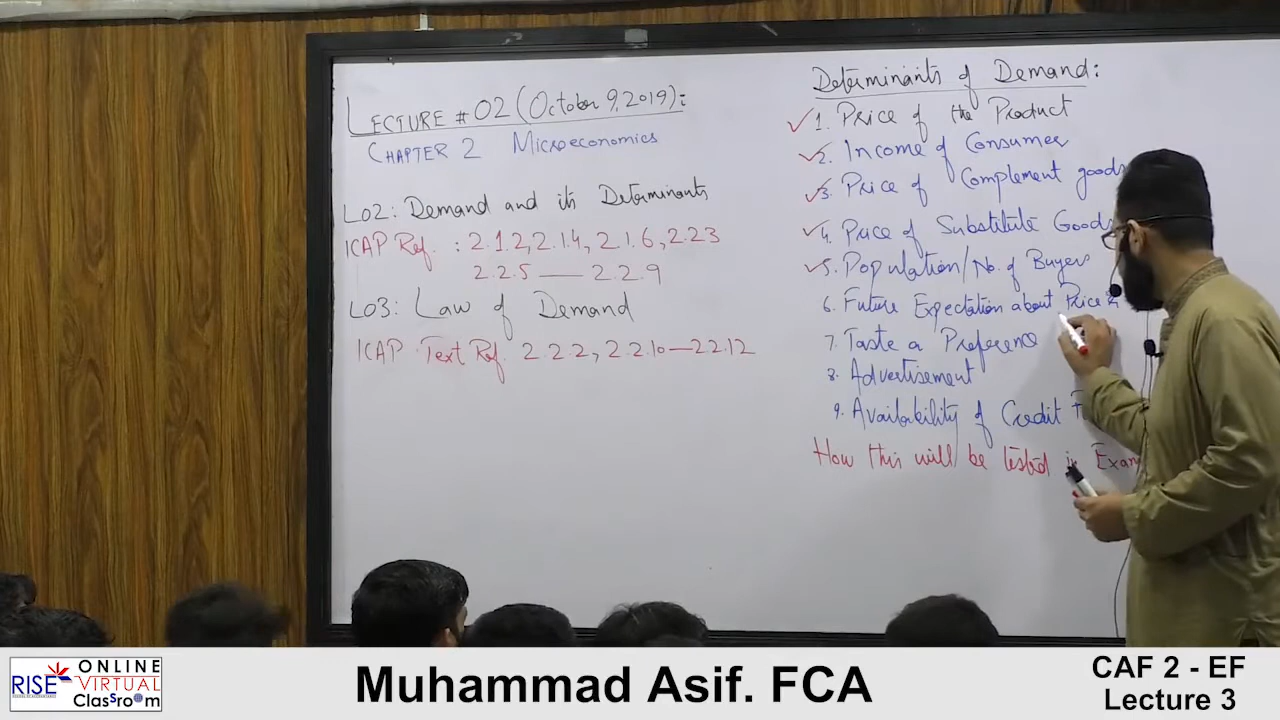 LECTURE # 02 (October 9, 2019):
CHAPTER 2 Microeconomics
LO2: Demand and its Determinants
ICAP Ref. : 2.1.2, 2.1.4, 2.1.6, 2.2.3
2.2.5 — 2.2.9
LO3: Law of Demand
ICAP Text Ref. 2.2.2, 2.2.10—2.2.12
Determinants of Demand:
✓1. Price of the Product
✓2. Income of Consumer
✓3. Price of Complement goods
✓4. Price of Substitute Goods
✓5. Population/No. of Buyers
6. Future Expectation about Price
7. Taste a Preference
8. Advertisement
9. Availability of Credit
How this will be tested in Exam
RISE
ONLINE
VIRTUAL
Classroom
Muhammad Asif. FCA
CAF 2 - EF
Lecture 3